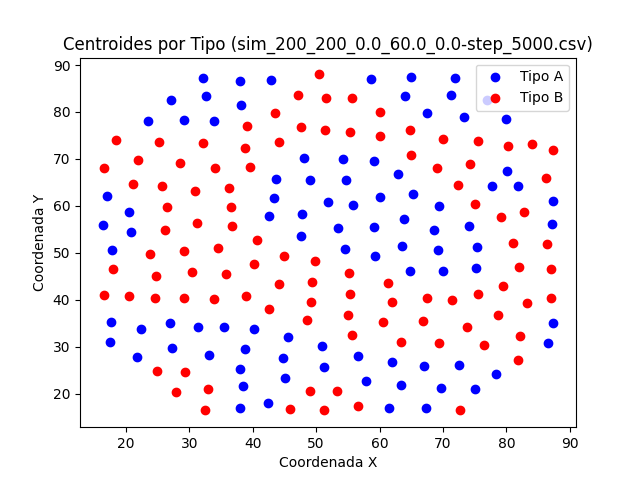 Centroides por Tipo (sim_200_200_0.0_60.0_0.0-step_5000.csv)
Tipo A
Tipo B
90
80
70
60
50
40
30
20
Coordenada Y
20 30 40 50 60 70 80 90
Coordenada X